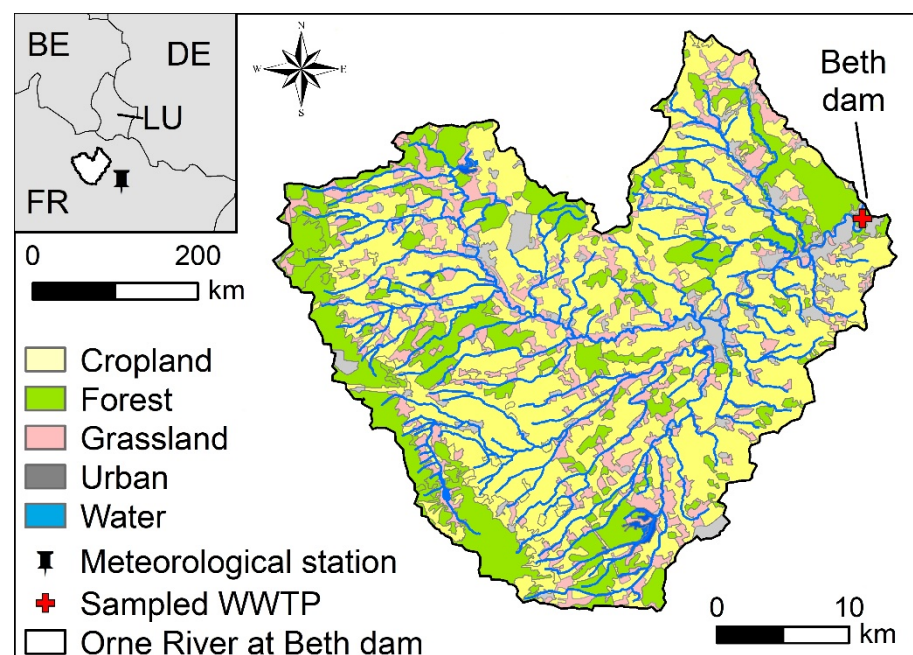 BE
DE
LU
FR
0 200
km
N
W E
S
Beth
dam
Cropland
Forest
Grassland
Urban
Water
Meteorological station
Sampled WWTP
Orne River at Beth dam
0 10
km